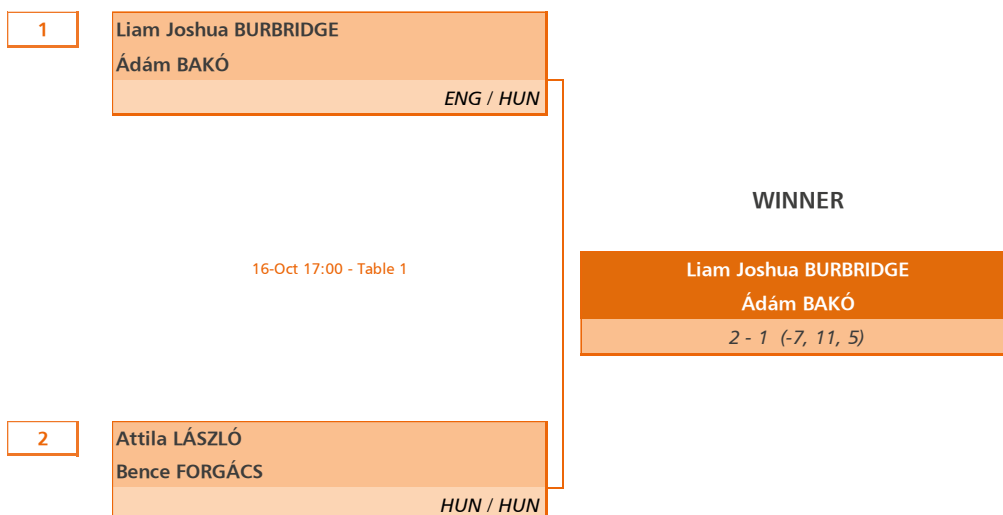 1
Liam Joshua BURBRIDGE
Ádám BAKÓ
ENG / HUN
WINNER
16-Oct 17:00 - Table 1
Liam Joshua BURBRIDGE
Ádám BAKÓ
2 - 1 (-7, 11, 5)
2
Attila LÁSZLÓ
Bence FORGÁCS
HUN / HUN